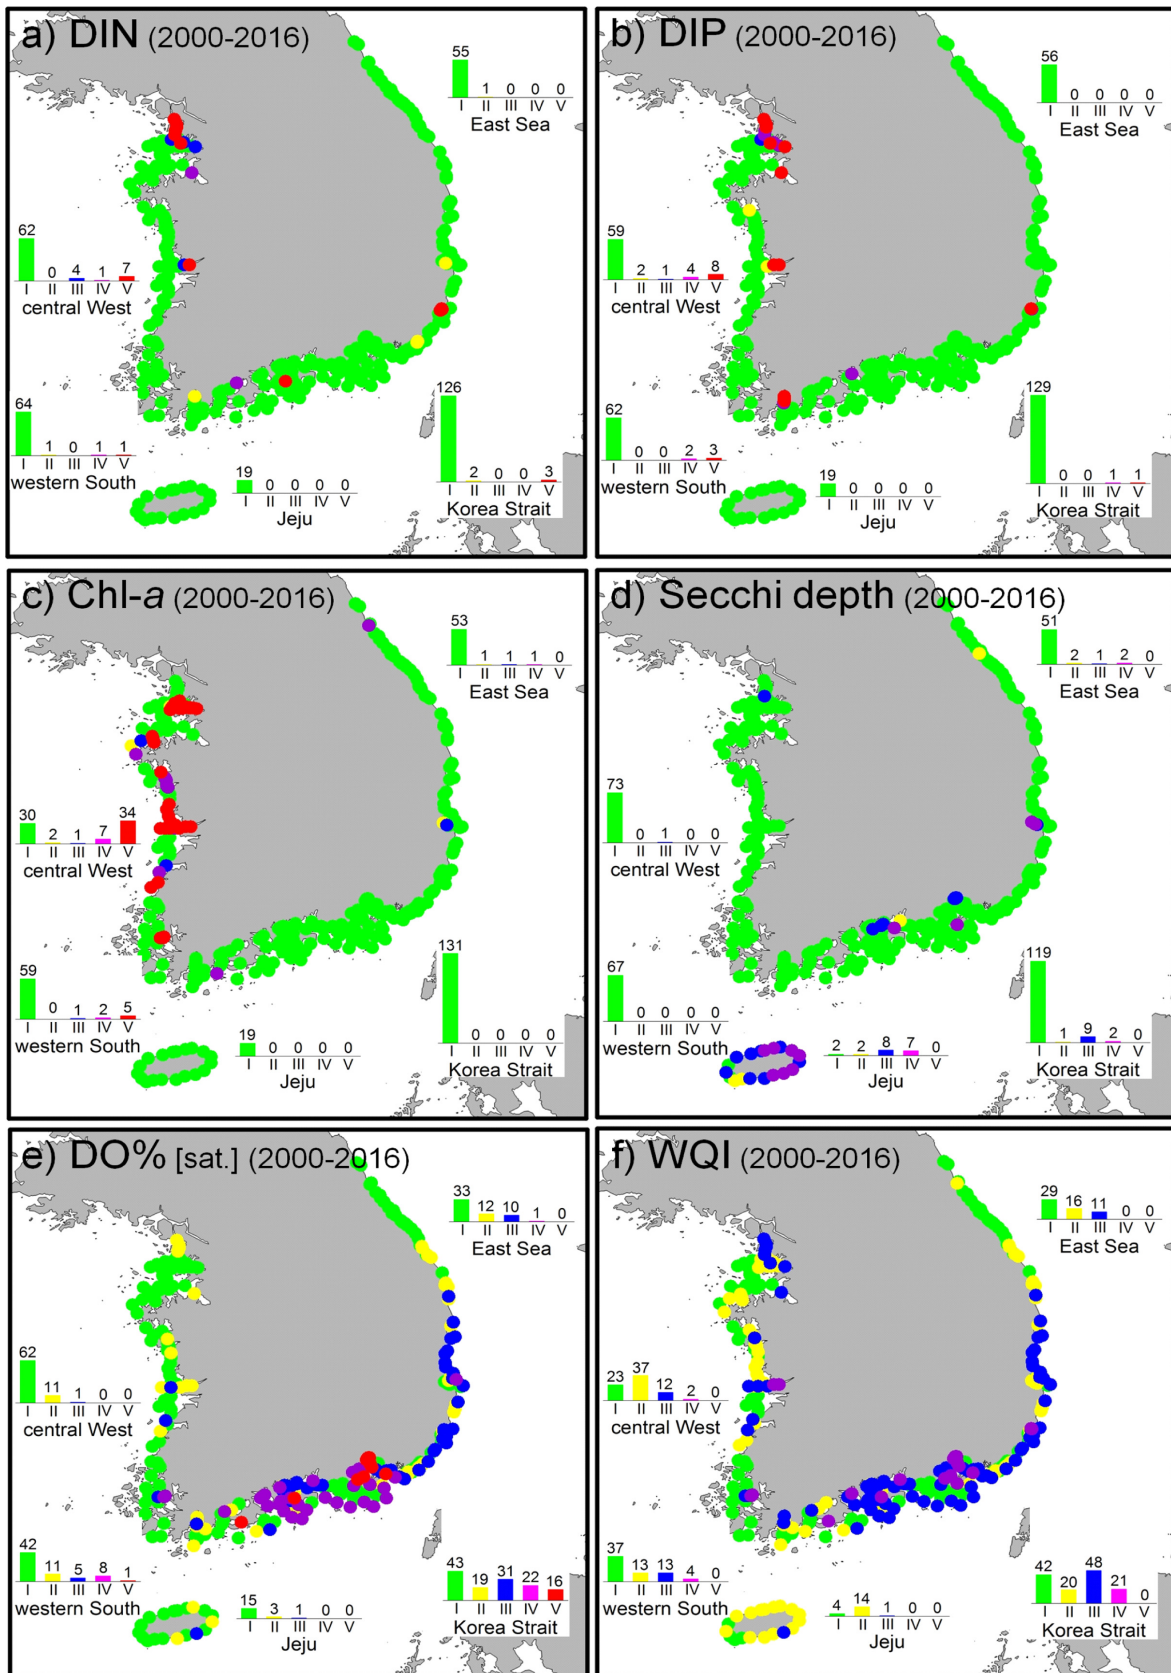 a) DIN (2000-2016)
55 1 0 0 0
I II III IV V
East Sea
62 0 4 1 7
I II III IV V
central West
64 1 0 1 1
I II III IV V
western South
19 0 0 0 0
I II III IV V
Jeju
126 2 0 0 3
I II III IV V
Korea Strait
b) DIP (2000-2016)
56 0 0 0 0
I II III IV V
East Sea
59 2 1 4 8
I II III IV V
central West
62 0 0 2 3
I II III IV V
western South
19 0 0 0 0
I II III IV V
Jeju
129 0 0 1 1
I II III IV V
Korea Strait
c) Chl-a (2000-2016)
53 1 1 1 0
I II III IV V
East Sea
30 2 1 7 34
I II III IV V
central West
59 0 1 2 5
I II III IV V
western South
19 0 0 0 0
I II III IV V
Jeju
131 0 0 0 0
I II III IV V
Korea Strait
d) Secchi depth (2000-2016)
51 2 1 2 0
I II III IV V
East Sea
73 0 1 0 0
I II III IV V
central West
67 0 0 0 0
I II III IV V
western South
2 2 8 7 0
I II III IV V
Jeju
119 1 9 2 0
I II III IV V
Korea Strait
e) DO% [sat.] (2000-2016)
33 12 10 1 0
I II III IV V
East Sea
62 11 1 0 0
I II III IV V
central West
42 11 5 8 1
I II III IV V
western South
15 3 1 0 0
I II III IV V
Jeju
43 19 31 22 16
I II III IV V
Korea Strait
f) WQI (2000-2016)
29 16 11 0 0
I II III IV V
East Sea
23 37 12 2 0
I II III IV V
central West
37 13 13 4 0
I II III IV V
western South
4 14 1 0 0
I II III IV V
Jeju
42 20 48 21 0
I II III IV V
Korea Strait